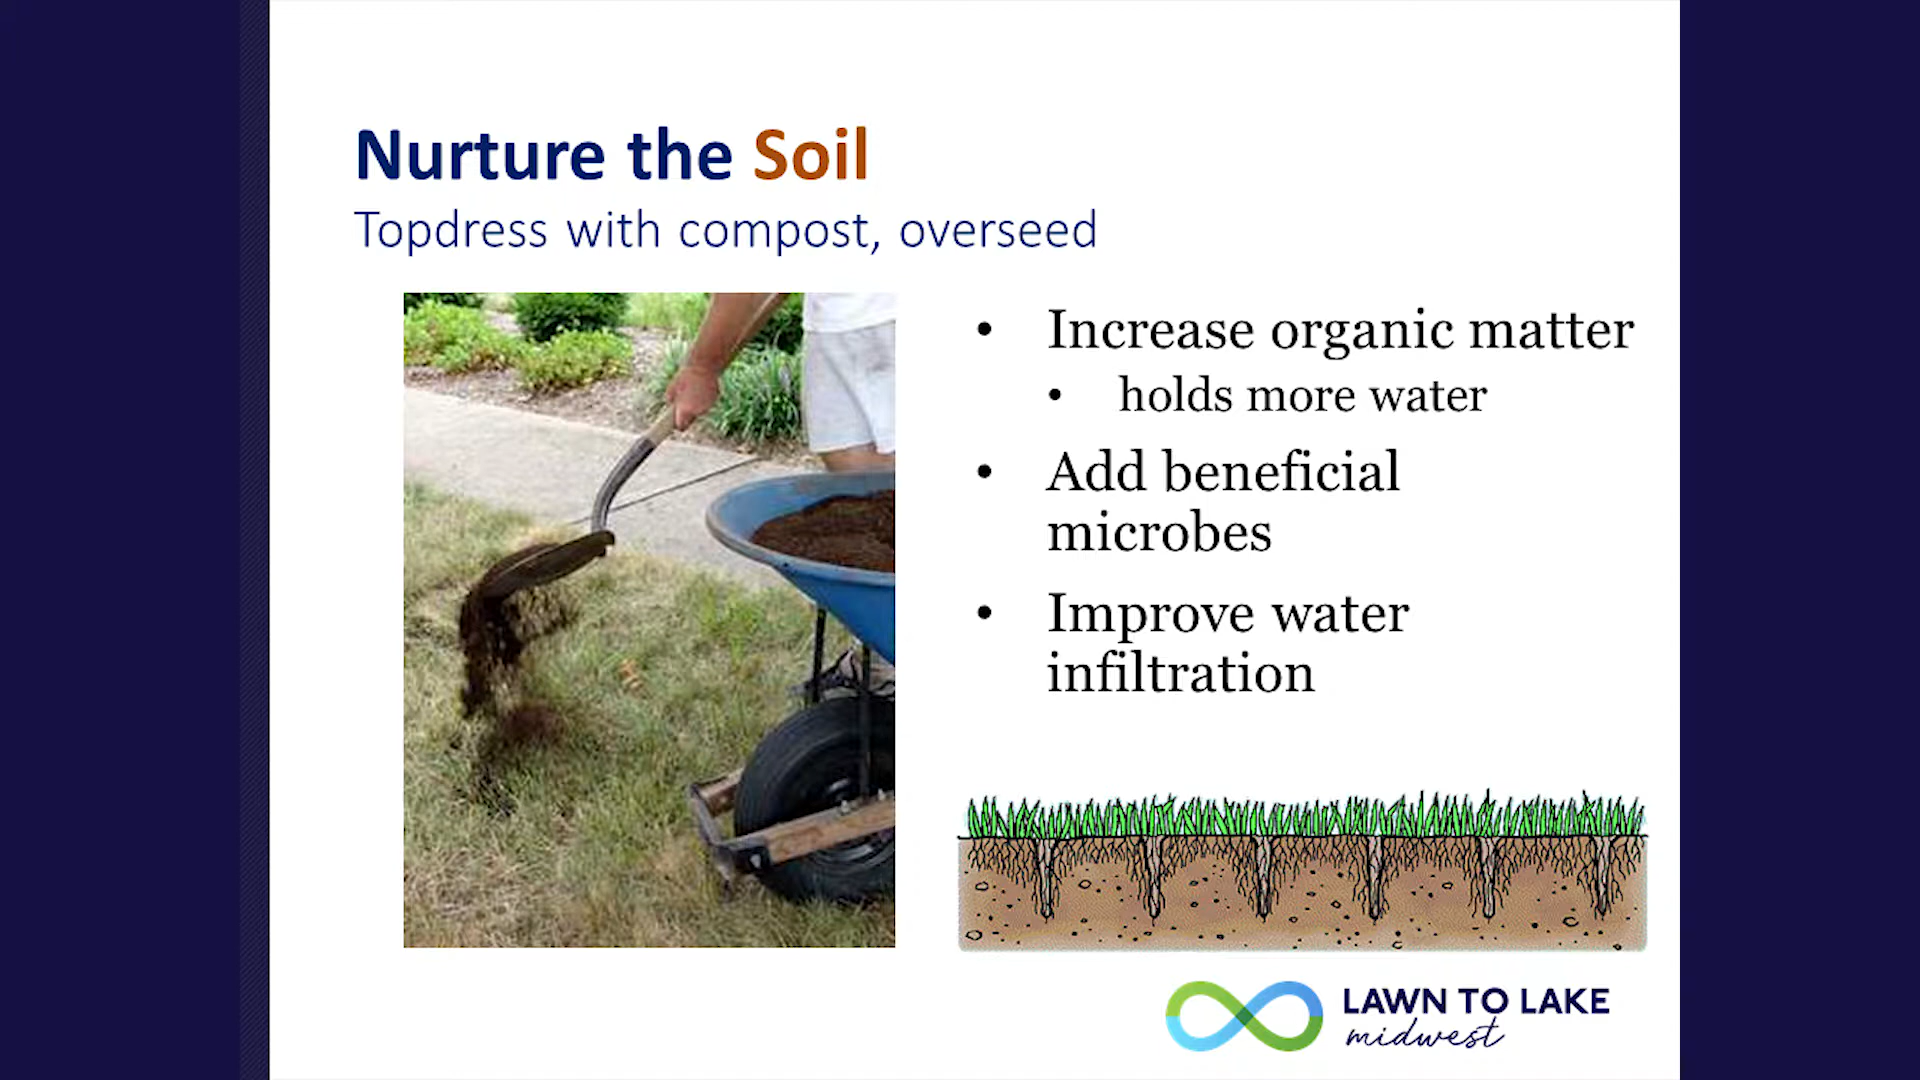 Nurture the Soil
Topdress with compost, overseed
• Increase organic matter
• holds more water
• Add beneficial
microbes
• Improve water
infiltration
LAWN TO LAKE
midwest